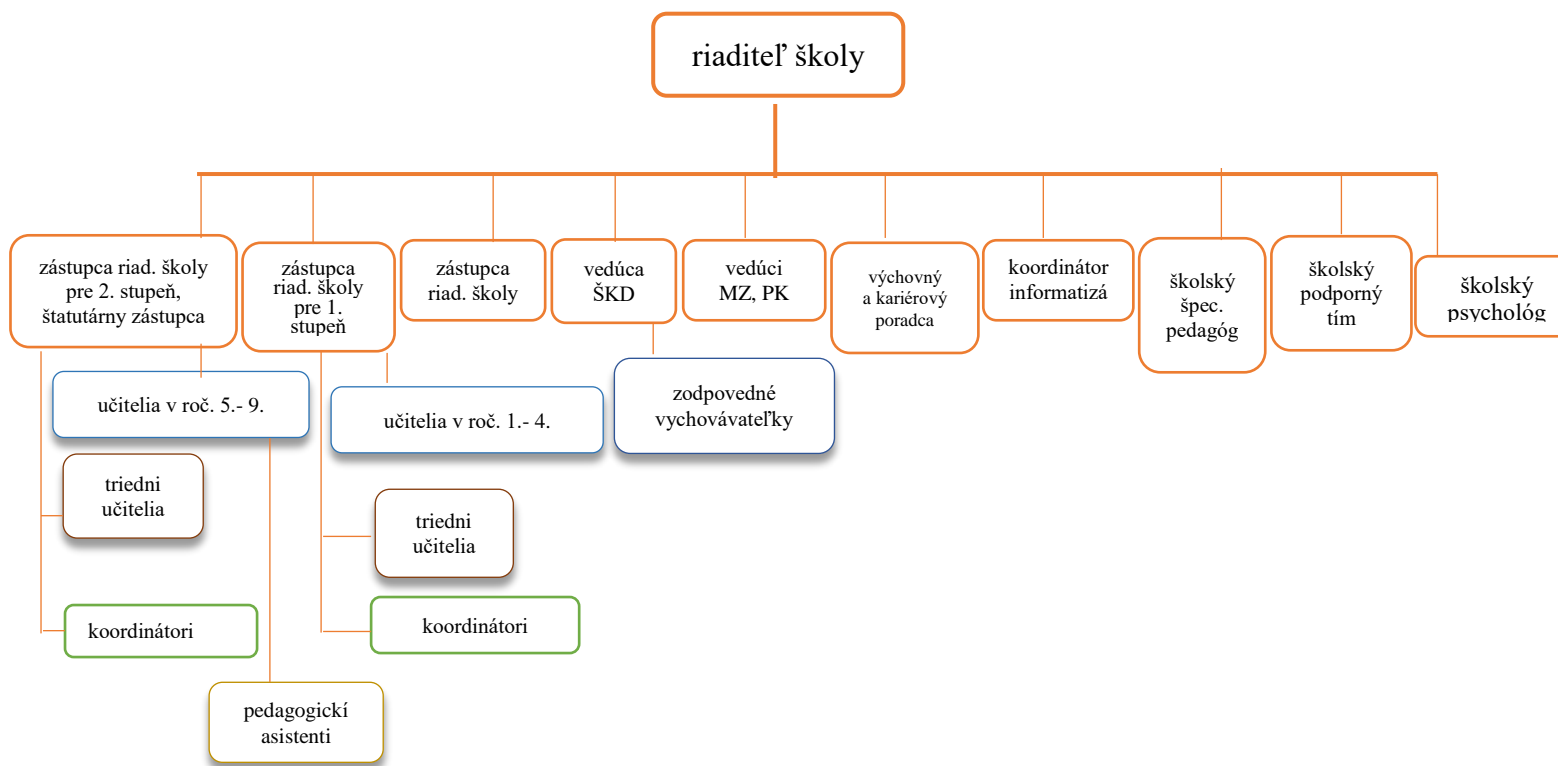 riaditeľ školy
zástupca riad. školy
pre 2. stupeň,
štatutárny zástupca
zástupca
riad. školy
pre 1.
stupeň
zástupca
riad. školy
vedúca
ŠKD
vedúci
MZ, PK
výchovný
a kariérový
poradca
koordinátor
informatizá
školský
špec.
pedagóg
školský
podporný
tím
školský
psychológ
učitelia v roč. 5.- 9.
učitelia v roč. 1.- 4.
zodpovedné
vychovávateľky
triedni
učitelia
triedni
učitelia
koordinátori
koordinátori
pedagogickí
asistenti